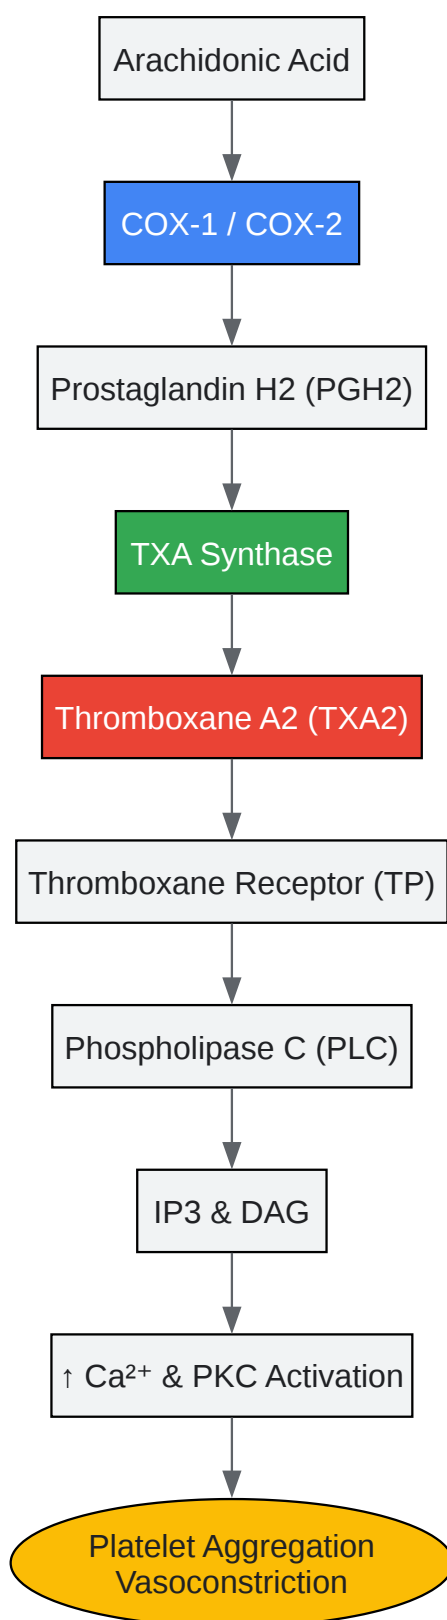 Arachidonic Acid
COX-1 / COX-2
Prostaglandin H2 (PGH2)
TXA Synthase
Thromboxane A2 (TXA2)
Thromboxane Receptor (TP)
Phospholipase C (PLC)
IP3 & DAG
↑ Ca²⁺ & PKC Activation
Platelet Aggregation
Vasoconstriction